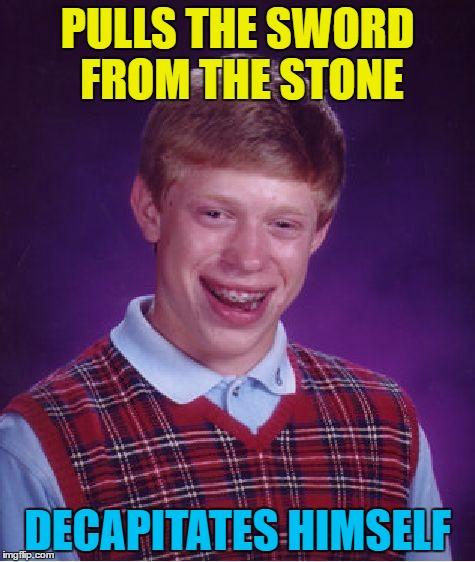 PULLS THE SWORD
FROM THE STONE
DECAPITATES HIMSELF
imgflip.com